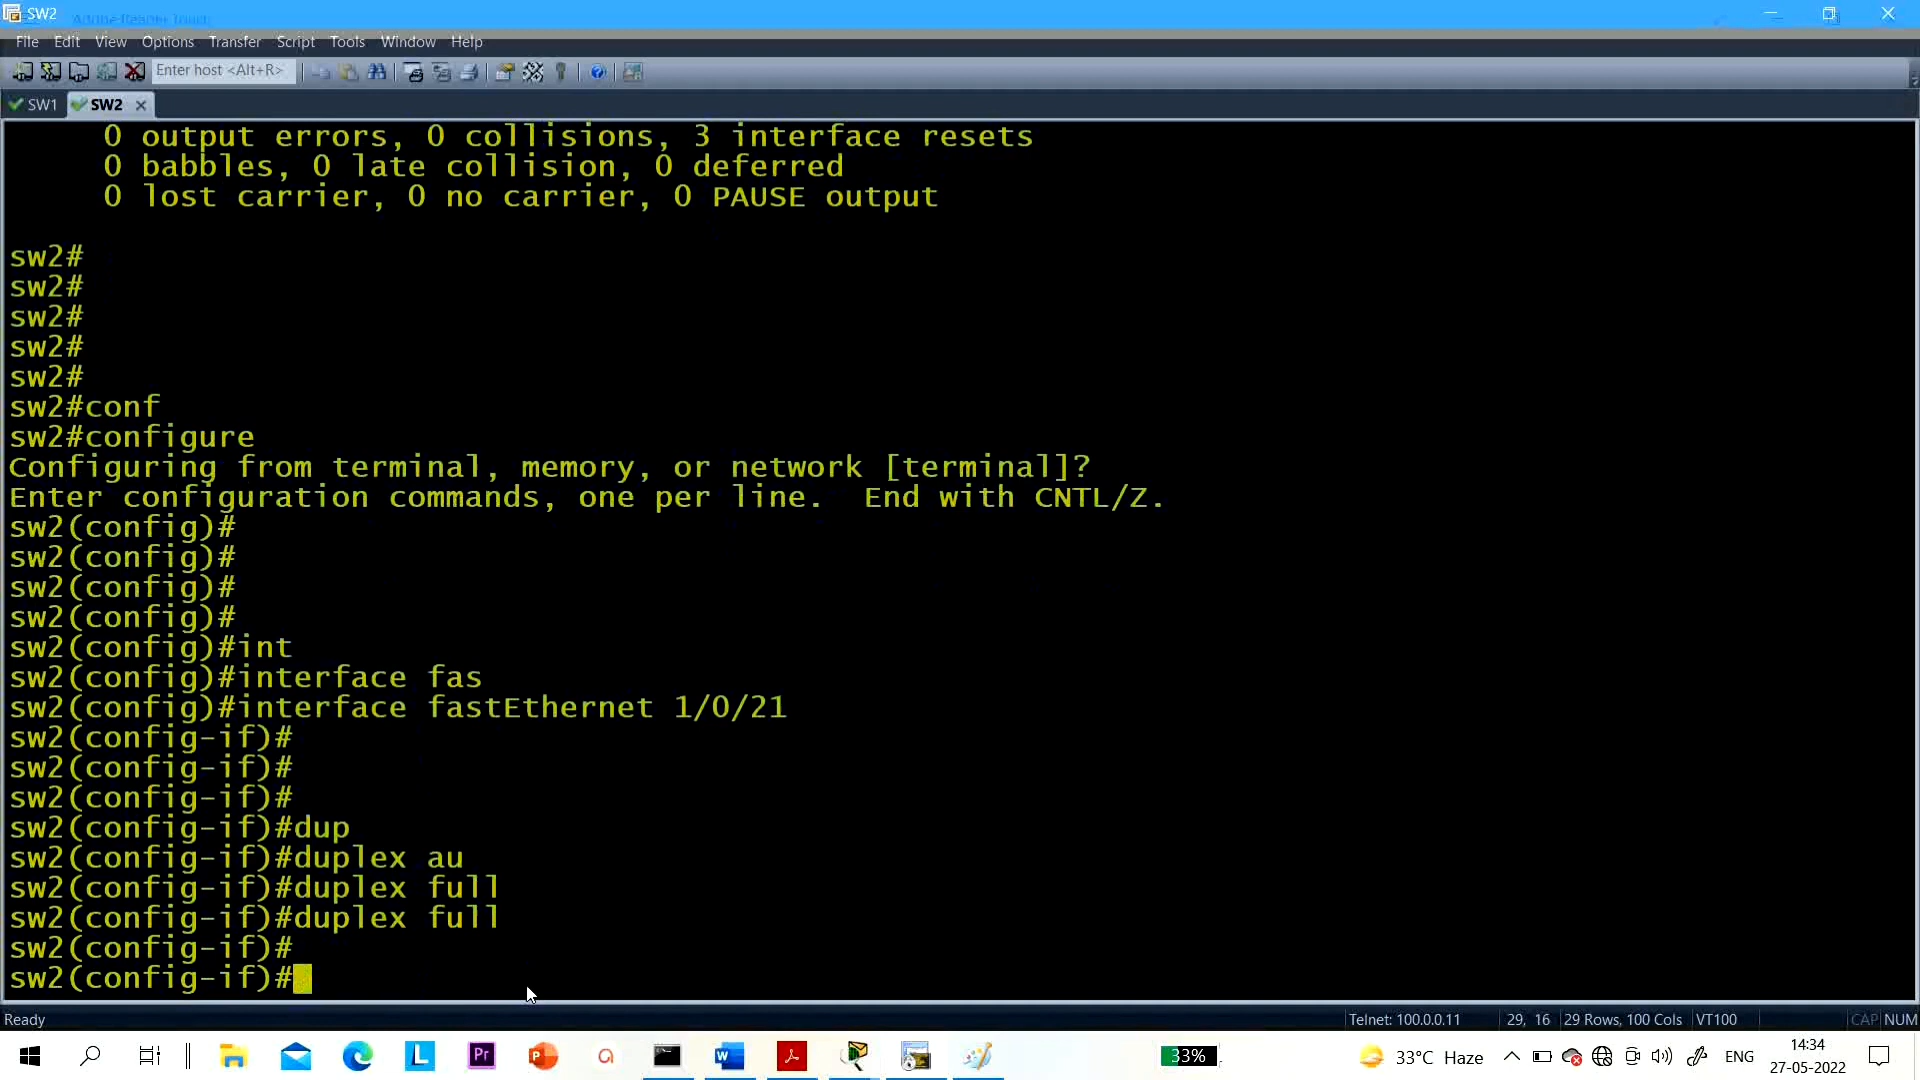 SW2
Adobe Reader Touch
File Edit View Options Transfer Script Tools Window Help
Enter host <Alt+R>
SW1 SW2
0 output errors, 0 collisions, 3 interface resets
0 babbles, 0 late collision, 0 deferred
0 lost carrier, 0 no carrier, 0 PAUSE output
sw2#
sw2#
sw2#
sw2#
sw2#
sw2#conf
sw2#configure
Configuring from terminal, memory, or network [terminal]?
Enter configuration commands, one per line.  End with CNTL/Z.
sw2(config)#
sw2(config)#
sw2(config)#
sw2(config)#
sw2(config)#int
sw2(config)#interface fas
sw2(config)#interface fastEthernet 1/0/21
sw2(config-if)#
sw2(config-if)#
sw2(config-if)#
sw2(config-if)#dup
sw2(config-if)#duplex au
sw2(config-if)#duplex full
sw2(config-if)#duplex full
sw2(config-if)#
sw2(config-if)#
Ready Telnet: 100.0.0.11 29, 16 29 Rows, 100 Cols VT100 CAP NUM
L Pr P W 33% 33°C Haze ENG 14:34
27-05-2022